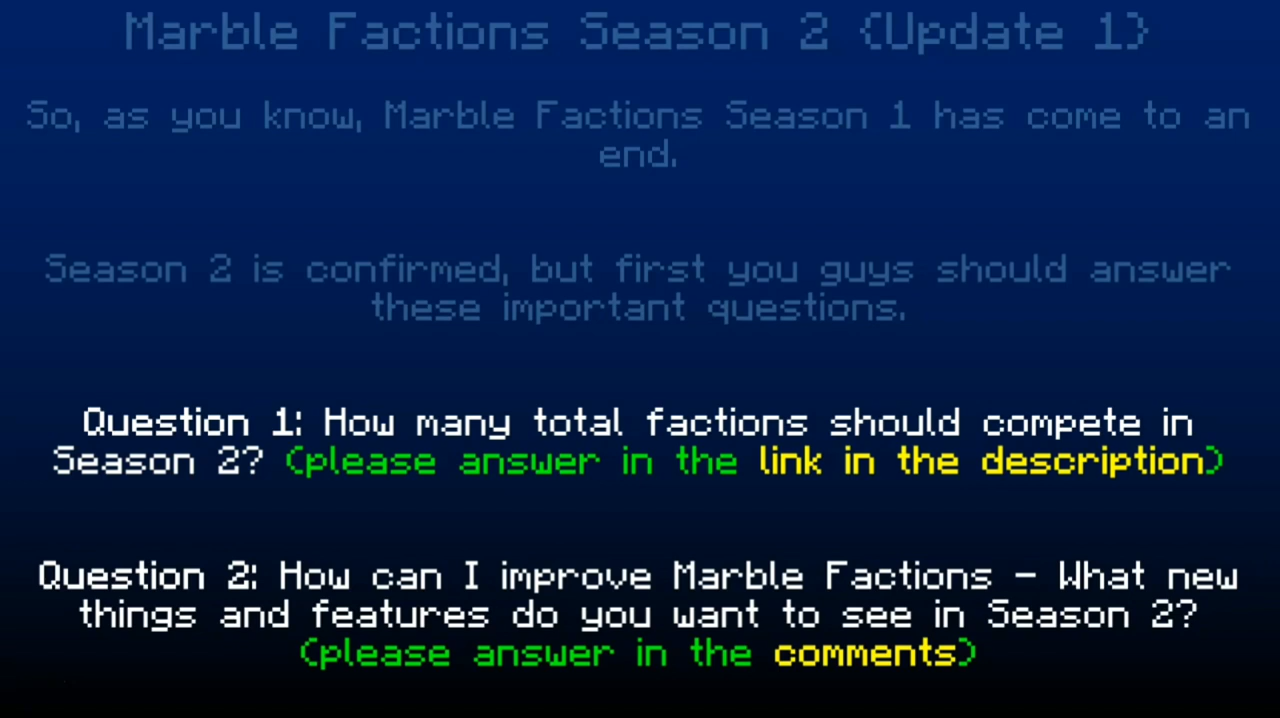 Marble Factions Season 2 {Update 1}
So, as you know, Marble Factions Season 1 has come to an
end.
Season 2 is confirmed, but first you guys should answer
these important questions.
Question 1: How many total factions should compete in
Season 2? (please answer in the link in the description)
Question 2: How can I improve Marble Factions - What new
things and features do you want to see in Season 2?
(please answer in the comments)